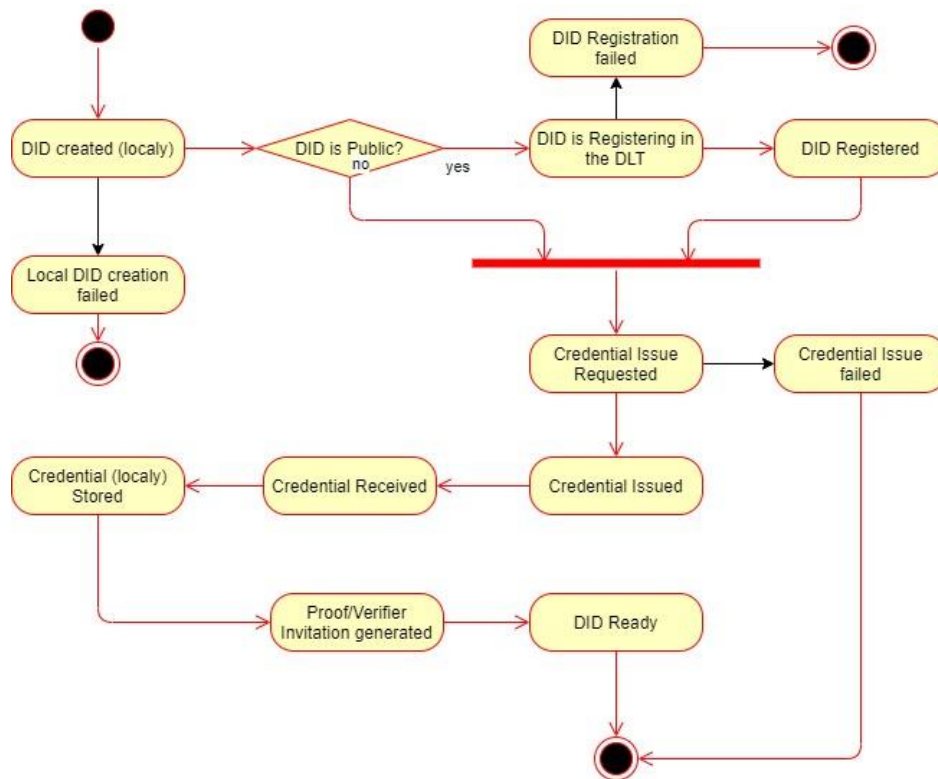 DID Registration
failed
DID created (localy)
DID is Public?
no
yes
DID is Registering in
the DLT
DID Registered
Local DID creation
failed
Credential Issue
Requested
Credential Issue
failed
Credential (localy)
Stored
Credential Received
Credential Issued
Proof/Verifier
Invitation generated
DID Ready